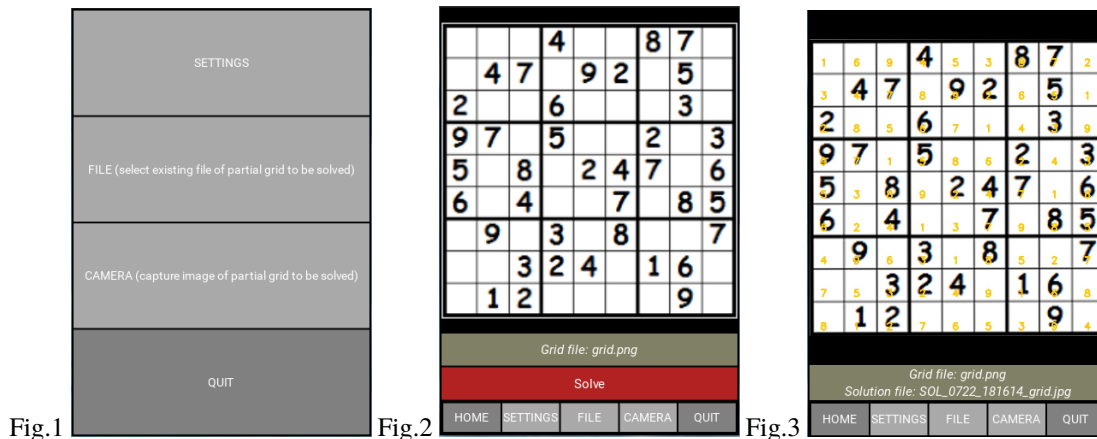 SETTINGS
FILE (select existing file of partial grid to be solved)
CAMERA (capture image of partial grid to be solved)
QUIT
Fig.1
4 8 7
4 7 9 2 5
2 6 3
9 7 5 2 3
5 8 2 4 7 6
6 4 7 8 5
9 3 8 7
3 2 4 1 6
1 2 9
Grid file: grid.png
Solve
HOME SETTINGS FILE CAMERA QUIT
Fig.2
1 6 9 4 5 3 8 7 2
3 4 7 8 9 2 6 5 1
2 8 5 6 7 1 4 3 9
9 7 1 5 8 6 2 4 3
5 3 8 9 2 4 7 1 6
6 2 4 1 3 7 9 8 5
4 9 6 3 1 8 5 2 7
7 5 3 2 4 9 1 6 8
8 1 2 7 6 5 3 9 4
Grid file: grid.png
Solution file: SOL_0722_181614_grid.jpg
HOME SETTINGS FILE CAMERA QUIT
Fig.3